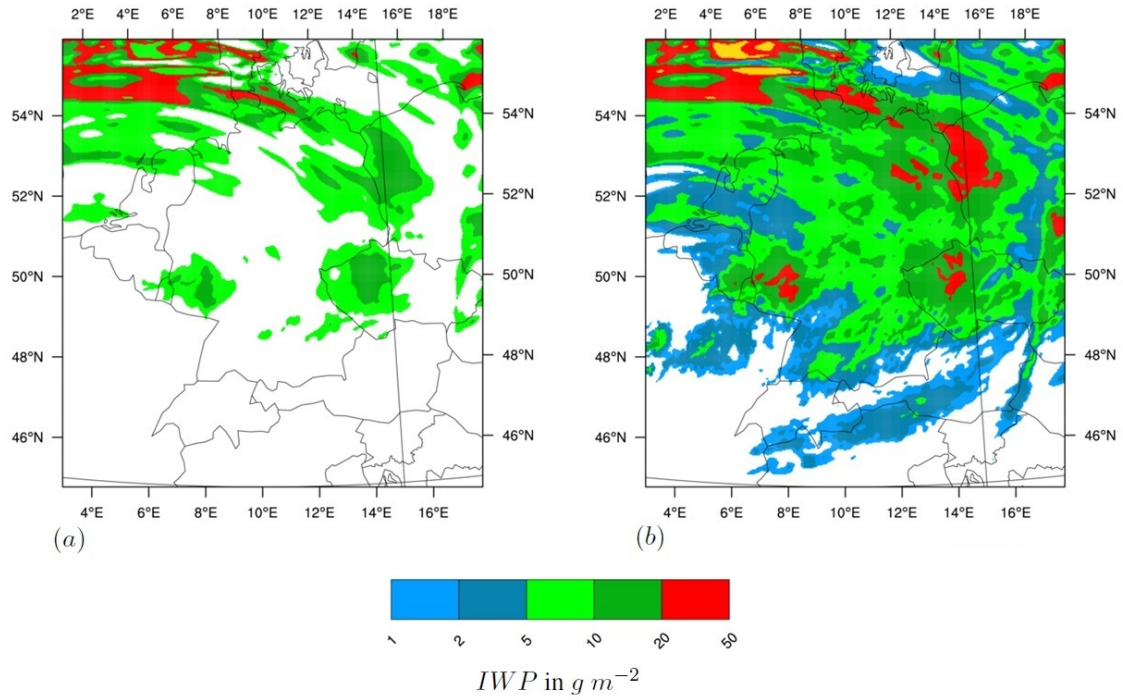 2°E 4°E 6°E 8°E 10°E 12°E 14°E 16°E 18°E 2°E 4°E 6°E 8°E 10°E 12°E 14°E 16°E 18°E
54°N 54°N 54°N 54°N
52°N 52°N 52°N 52°N
50°N 50°N 50°N 50°N
48°N 48°N 48°N 48°N
46°N 46°N 46°N 46°N
4°E 6°E 8°E 10°E 12°E 14°E 16°E 4°E 6°E 8°E 10°E 12°E 14°E 16°E
(a) (b)
1 2 5 10 20 50
IWP in g m⁻²